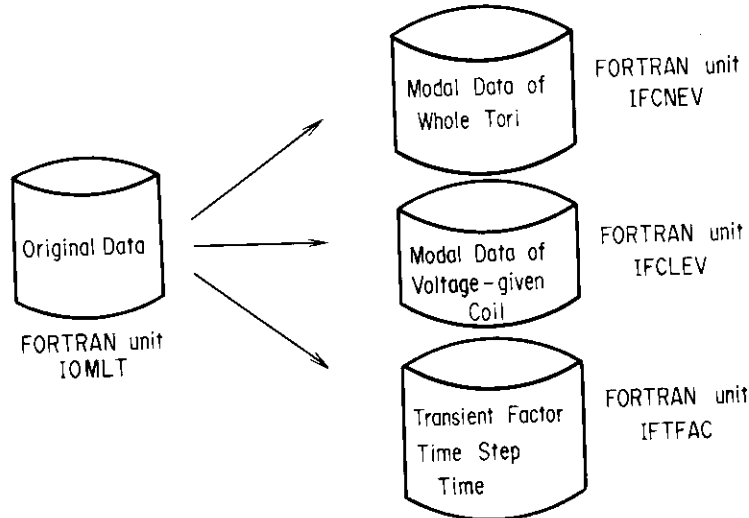 Original Data
FORTRAN unit
IOMLT
Modal Data of
Whole Tori
FORTRAN unit
IFCNEV
Modal Data of
Voltage-given
Coil
FORTRAN unit
IFCLEV
Transient Factor
Time Step
Time
FORTRAN unit
IFTFAC